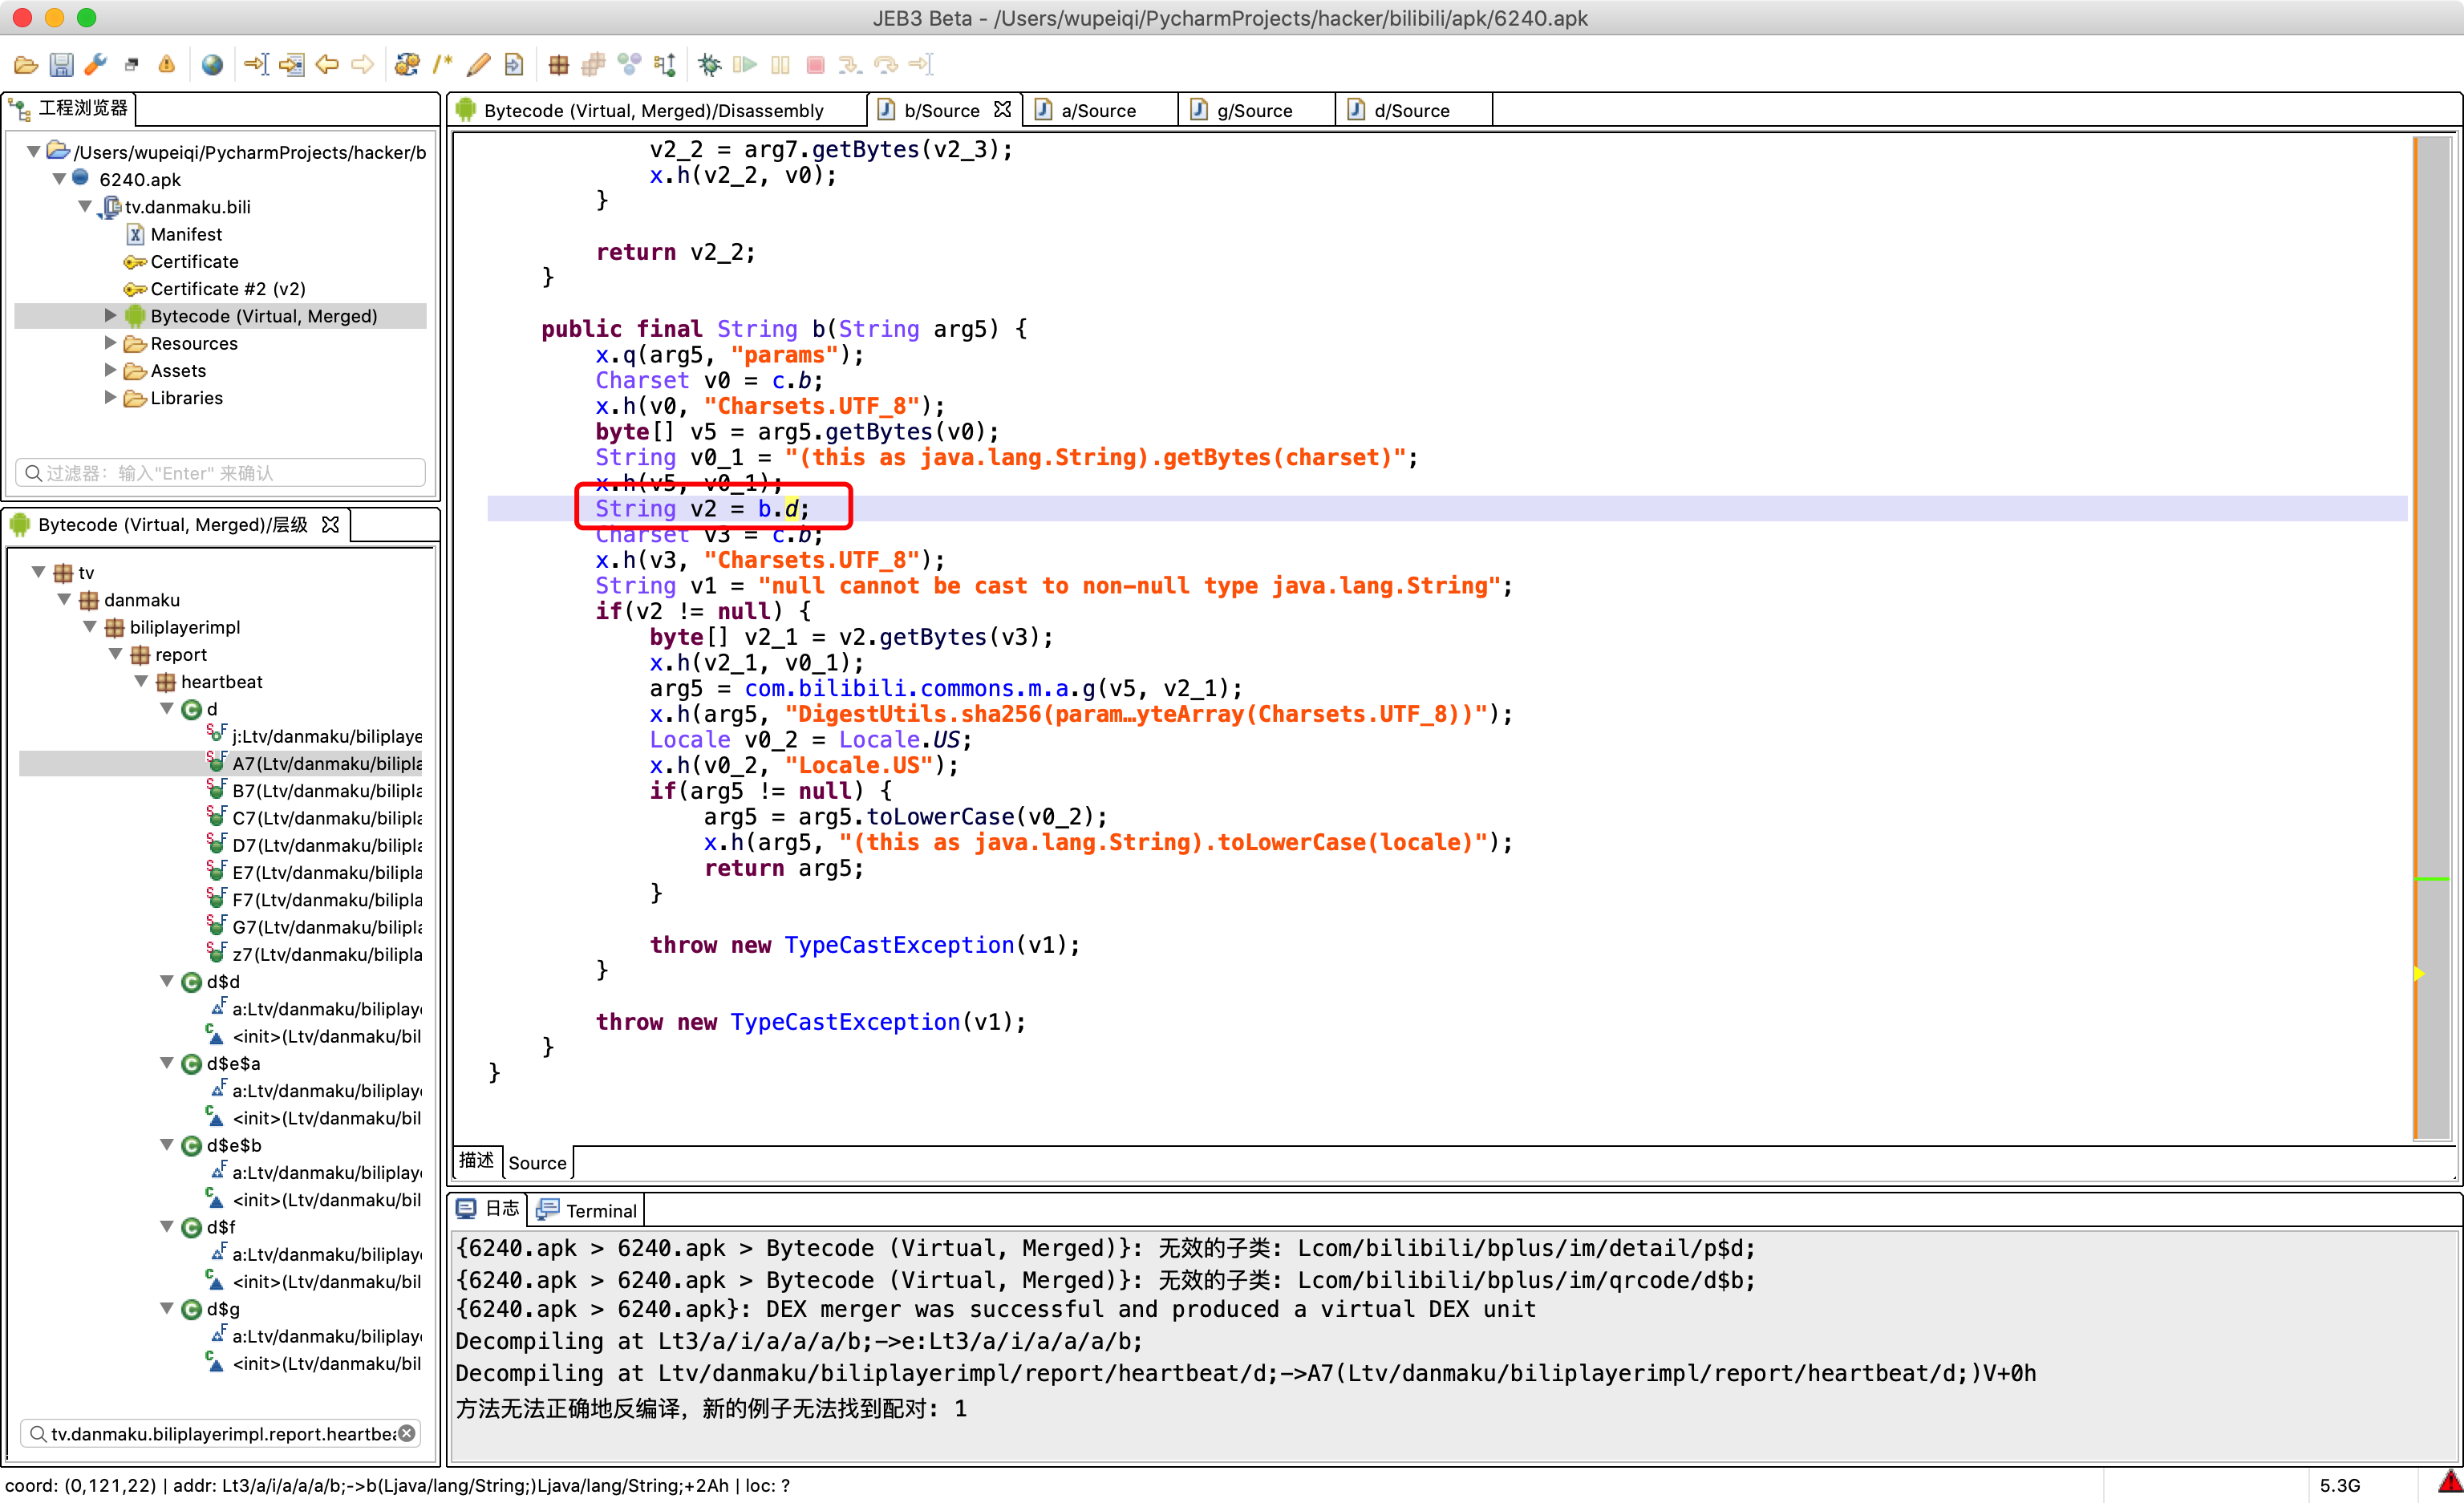 JEB3 Beta - /Users/wupeiqi/PycharmProjects/hacker/bilibili/apk/6240.apk
工程浏览器
/Users/wupeiqi/PycharmProjects/hacker/b
6240.apk
tv.danmaku.bili
Manifest
Certificate
Certificate #2 (v2)
Bytecode (Virtual, Merged)
Resources
Assets
Libraries
过滤器：输入"Enter" 来确认
Bytecode (Virtual, Merged)/层级
tv
danmaku
biliplayerimpl
report
heartbeat
d
j:Ltv/danmaku/biliplaye
A7(Ltv/danmaku/bilipla
B7(Ltv/danmaku/bilipla
C7(Ltv/danmaku/bilipla
D7(Ltv/danmaku/bilipla
E7(Ltv/danmaku/bilipla
F7(Ltv/danmaku/bilipla
G7(Ltv/danmaku/bilipla
z7(Ltv/danmaku/bilipla
d$d
a:Ltv/danmaku/biliplaye
<init>(Ltv/danmaku/bil
d$e$a
a:Ltv/danmaku/biliplaye
<init>(Ltv/danmaku/bil
d$e$b
a:Ltv/danmaku/biliplaye
<init>(Ltv/danmaku/bil
d$f
a:Ltv/danmaku/biliplaye
<init>(Ltv/danmaku/bil
d$g
a:Ltv/danmaku/biliplaye
<init>(Ltv/danmaku/bil
tv.danmaku.biliplayerimpl.report.heartbea
Bytecode (Virtual, Merged)/Disassembly b/Source a/Source g/Source d/Source
v2_2 = arg7.getBytes(v2_3);
x.h(v2_2, v0);
}
return v2_2;
}
public final String b(String arg5) {
x.q(arg5, "params");
Charset v0 = c.b;
x.h(v0, "Charsets.UTF_8");
byte[] v5 = arg5.getBytes(v0);
String v0_1 = "(this as java.lang.String).getBytes(charset)";
x.h(v5, v0_1);
String v2 = b.d;
Charset v3 = c.b;
x.h(v3, "Charsets.UTF_8");
String v1 = "null cannot be cast to non-null type java.lang.String";
if(v2 != null) {
byte[] v2_1 = v2.getBytes(v3);
x.h(v2_1, v0_1);
arg5 = com.bilibili.commons.m.a.g(v5, v2_1);
x.h(arg5, "DigestUtils.sha256(param…yteArray(Charsets.UTF_8))");
Locale v0_2 = Locale.US;
x.h(v0_2, "Locale.US");
if(arg5 != null) {
arg5 = arg5.toLowerCase(v0_2);
x.h(arg5, "(this as java.lang.String).toLowerCase(locale)");
return arg5;
}
throw new TypeCastException(v1);
}
throw new TypeCastException(v1);
}
}
描述 Source
日志 Terminal
{6240.apk > 6240.apk > Bytecode (Virtual, Merged)}: 无效的子类: Lcom/bilibili/bplus/im/detail/p$d;
{6240.apk > 6240.apk > Bytecode (Virtual, Merged)}: 无效的子类: Lcom/bilibili/bplus/im/qrcode/d$b;
{6240.apk > 6240.apk}: DEX merger was successful and produced a virtual DEX unit
Decompiling at Lt3/a/i/a/a/a/b;->e:Lt3/a/i/a/a/a/b;
Decompiling at Ltv/danmaku/biliplayerimpl/report/heartbeat/d;->A7(Ltv/danmaku/biliplayerimpl/report/heartbeat/d;)V+0h
方法无法正确地反编译，新的例子无法找到配对: 1
coord: (0,121,22) | addr: Lt3/a/i/a/a/a/b;->b(Ljava/lang/String;)Ljava/lang/String;+2Ah | loc: ?
5.3G